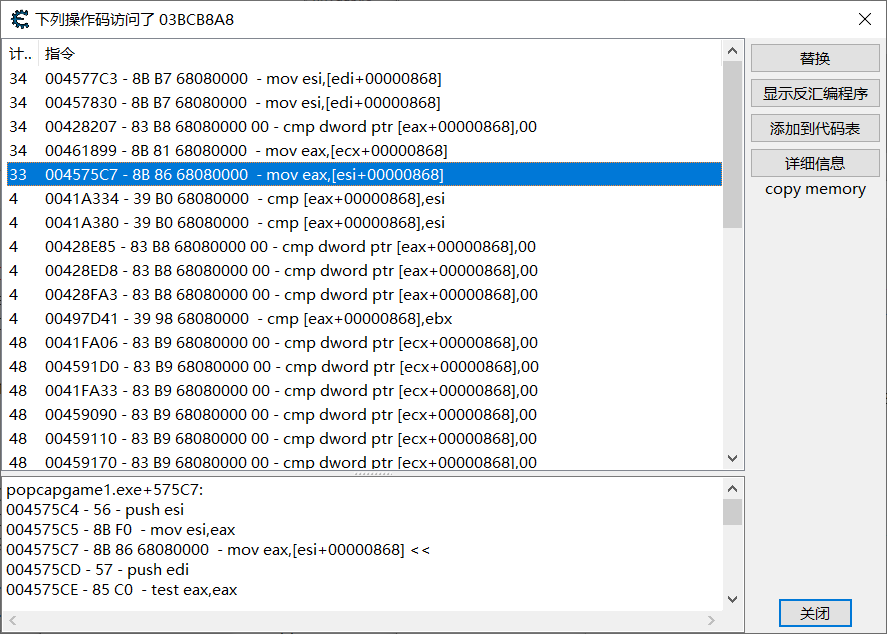 下列操作码访问了 03BCB8A8
计.. 指令
34 004577C3 - 8B B7 68080000 - mov esi,[edi+00000868]
34 00457830 - 8B B7 68080000 - mov esi,[edi+00000868]
34 00428207 - 83 B8 68080000 00 - cmp dword ptr [eax+00000868],00
34 00461899 - 8B 81 68080000 - mov eax,[ecx+00000868]
33 004575C7 - 8B 86 68080000 - mov eax,[esi+00000868]
4 0041A334 - 39 B0 68080000 - cmp [eax+00000868],esi
4 0041A380 - 39 B0 68080000 - cmp [eax+00000868],esi
4 00428E85 - 83 B8 68080000 00 - cmp dword ptr [eax+00000868],00
4 00428ED8 - 83 B8 68080000 00 - cmp dword ptr [eax+00000868],00
4 00428FA3 - 83 B8 68080000 00 - cmp dword ptr [eax+00000868],00
4 00497D41 - 39 98 68080000 - cmp [eax+00000868],ebx
48 0041FA06 - 83 B9 68080000 00 - cmp dword ptr [ecx+00000868],00
48 004591D0 - 83 B9 68080000 00 - cmp dword ptr [ecx+00000868],00
48 0041FA33 - 83 B9 68080000 00 - cmp dword ptr [ecx+00000868],00
48 00459090 - 83 B9 68080000 00 - cmp dword ptr [ecx+00000868],00
48 00459110 - 83 B9 68080000 00 - cmp dword ptr [ecx+00000868],00
48 00459170 - 83 B9 68080000 00 - cmp dword ptr [ecx+00000868],00
替换
显示反汇编程序
添加到代码表
详细信息
copy memory
popcapgame1.exe+575C7:
004575C4 - 56 - push esi
004575C5 - 8B F0 - mov esi,eax
004575C7 - 8B 86 68080000 - mov eax,[esi+00000868] <<
004575CD - 57 - push edi
004575CE - 85 C0 - test eax,eax
关闭